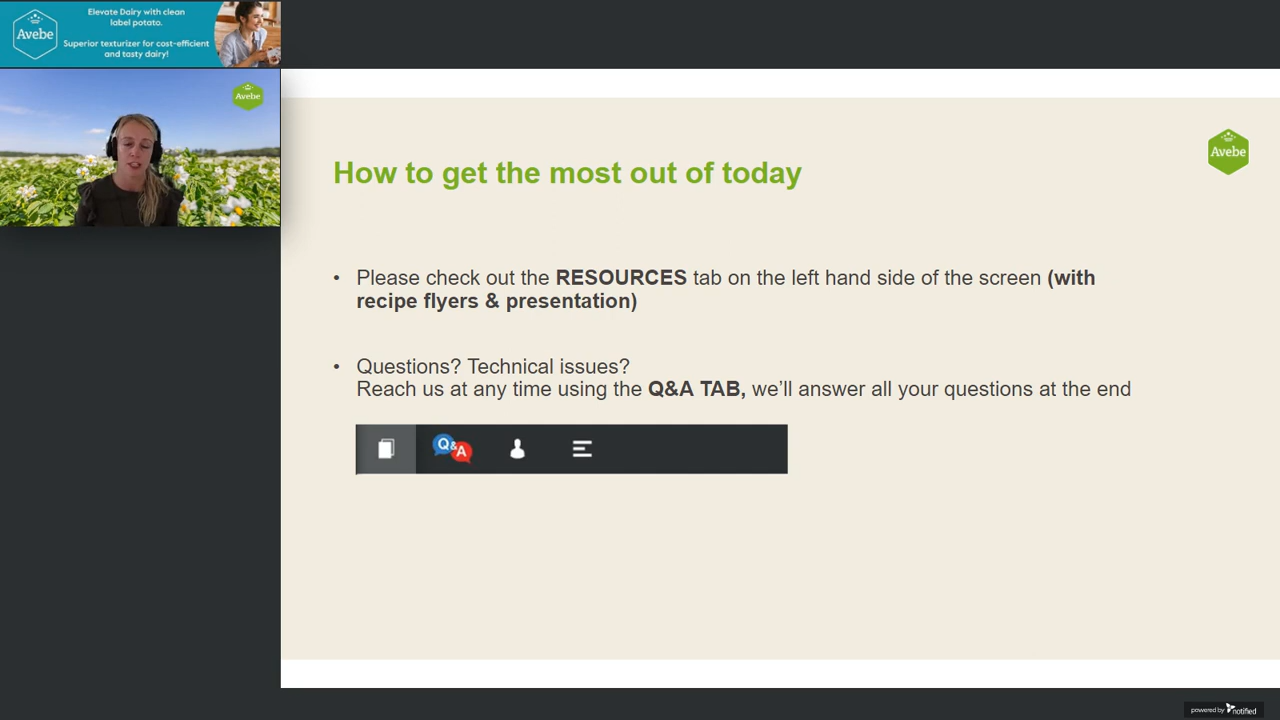 Elevate Dairy with clean
label potato.
Avebe
Superior texturizer for cost-efficient
and tasty dairy!
Avebe
Avebe
How to get the most out of today
• Please check out the RESOURCES tab on the left hand side of the screen (with
recipe flyers & presentation)
• Questions? Technical issues?
Reach us at any time using the Q&A TAB, we’ll answer all your questions at the end
Q&A
powered by notified